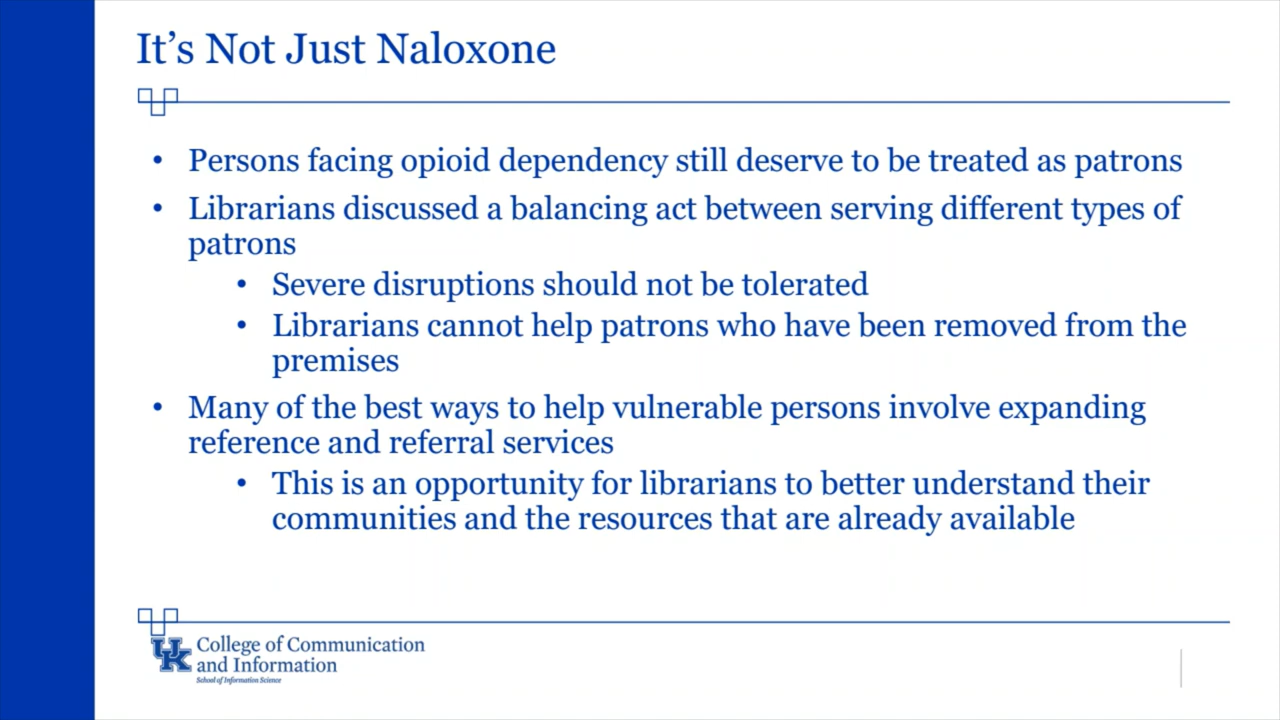 It’s Not Just Naloxone
• Persons facing opioid dependency still deserve to be treated as patrons
• Librarians discussed a balancing act between serving different types of
patrons
• Severe disruptions should not be tolerated
• Librarians cannot help patrons who have been removed from the
premises
• Many of the best ways to help vulnerable persons involve expanding
reference and referral services
• This is an opportunity for librarians to better understand their
communities and the resources that are already available
UK
College of Communication
and Information
School of Information Science